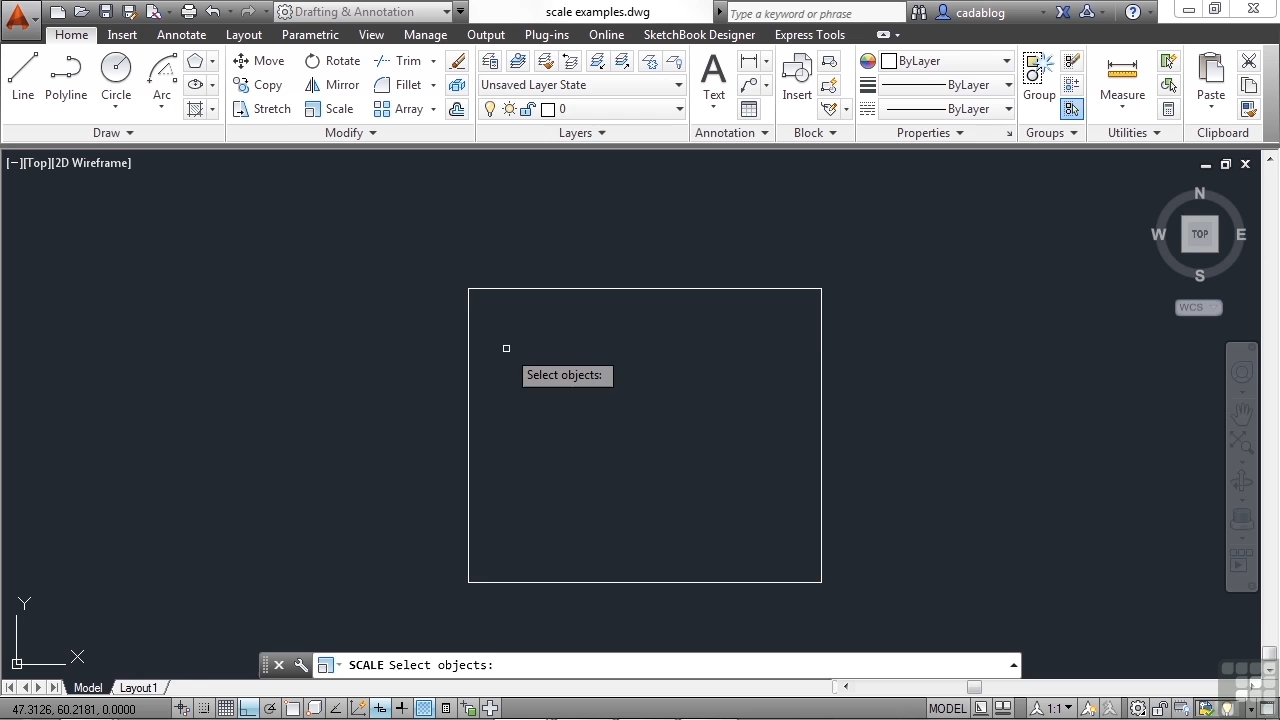 Drafting & Annotation
scale examples.dwg
Type a keyword or phrase
cadablog
Home Insert Annotate Layout Parametric View Manage Output Plug-ins Online SketchBook Designer Express Tools
Line Polyline Circle Arc
Move Rotate Trim
Copy Mirror Fillet
Stretch Scale Array
Unsaved Layer State
0
A
Text
Insert
ByLayer
ByLayer
ByLayer
Group
Measure
Paste
Draw Modify Layers Annotation Block Properties Groups Utilities Clipboard
[−][Top][2D Wireframe]
N
W TOP E
S
WCS
Select objects:
Y
X
SCALE Select objects:
Model Layout1
47.3126, 60.2181, 0.0000
MODEL
1:1